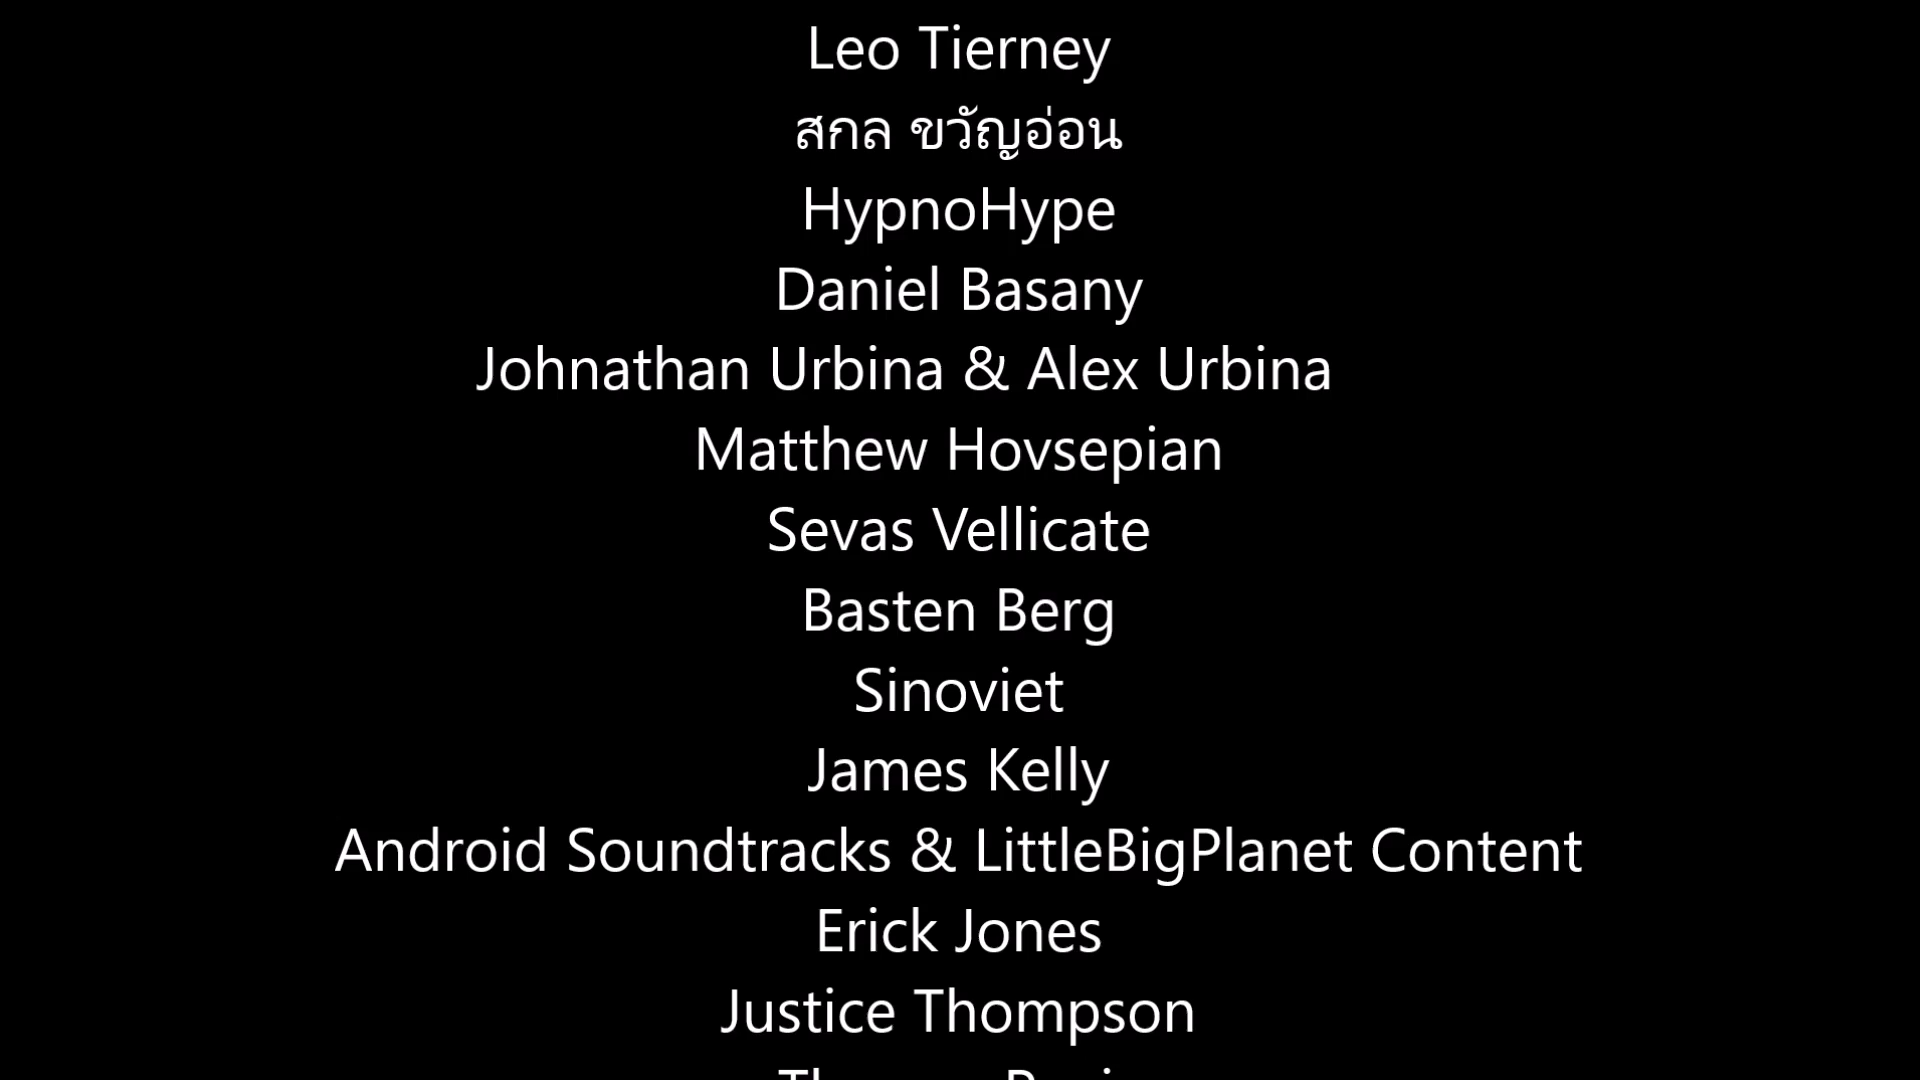 Leo Tierney
สกล ขวัญอ่อน
HypnoHype
Daniel Basany
Johnathan Urbina & Alex Urbina
Matthew Hovsepian
Sevas Vellicate
Basten Berg
Sinoviet
James Kelly
Android Soundtracks & LittleBigPlanet Content
Erick Jones
Justice Thompson